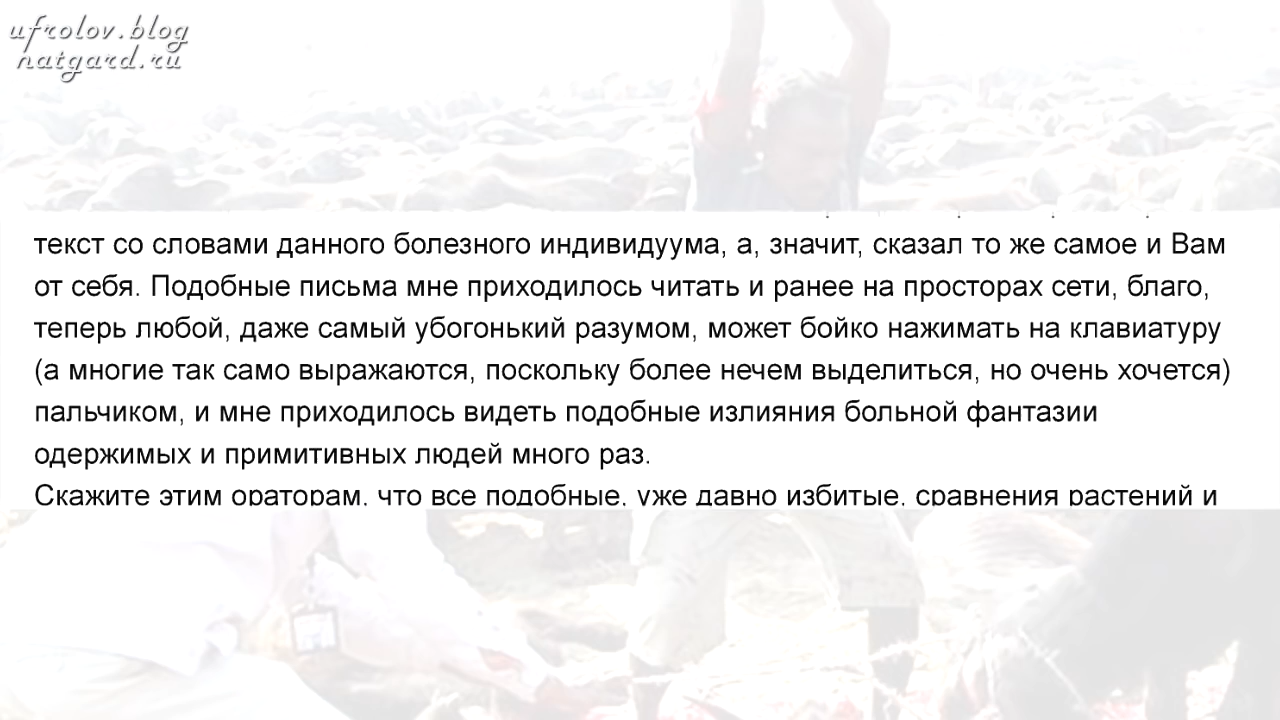 ufrolov.blog
hatgard.ru
текст со словами данного болезного индивидуума, а, значит, сказал то же самое и Вам
от себя. Подобные письма мне приходилось читать и ранее на просторах сети, благо,
теперь любой, даже самый убогонький разумом, может бойко нажимать на клавиатуру
(а многие так само выражаются, поскольку более нечем выделиться, но очень хочется)
пальчиком, и мне приходилось видеть подобные излияния больной фантазии
одержимых и примитивных людей много раз.
Скажите этим ораторам, что все подобные, уже давно избитые, сравнения растений и